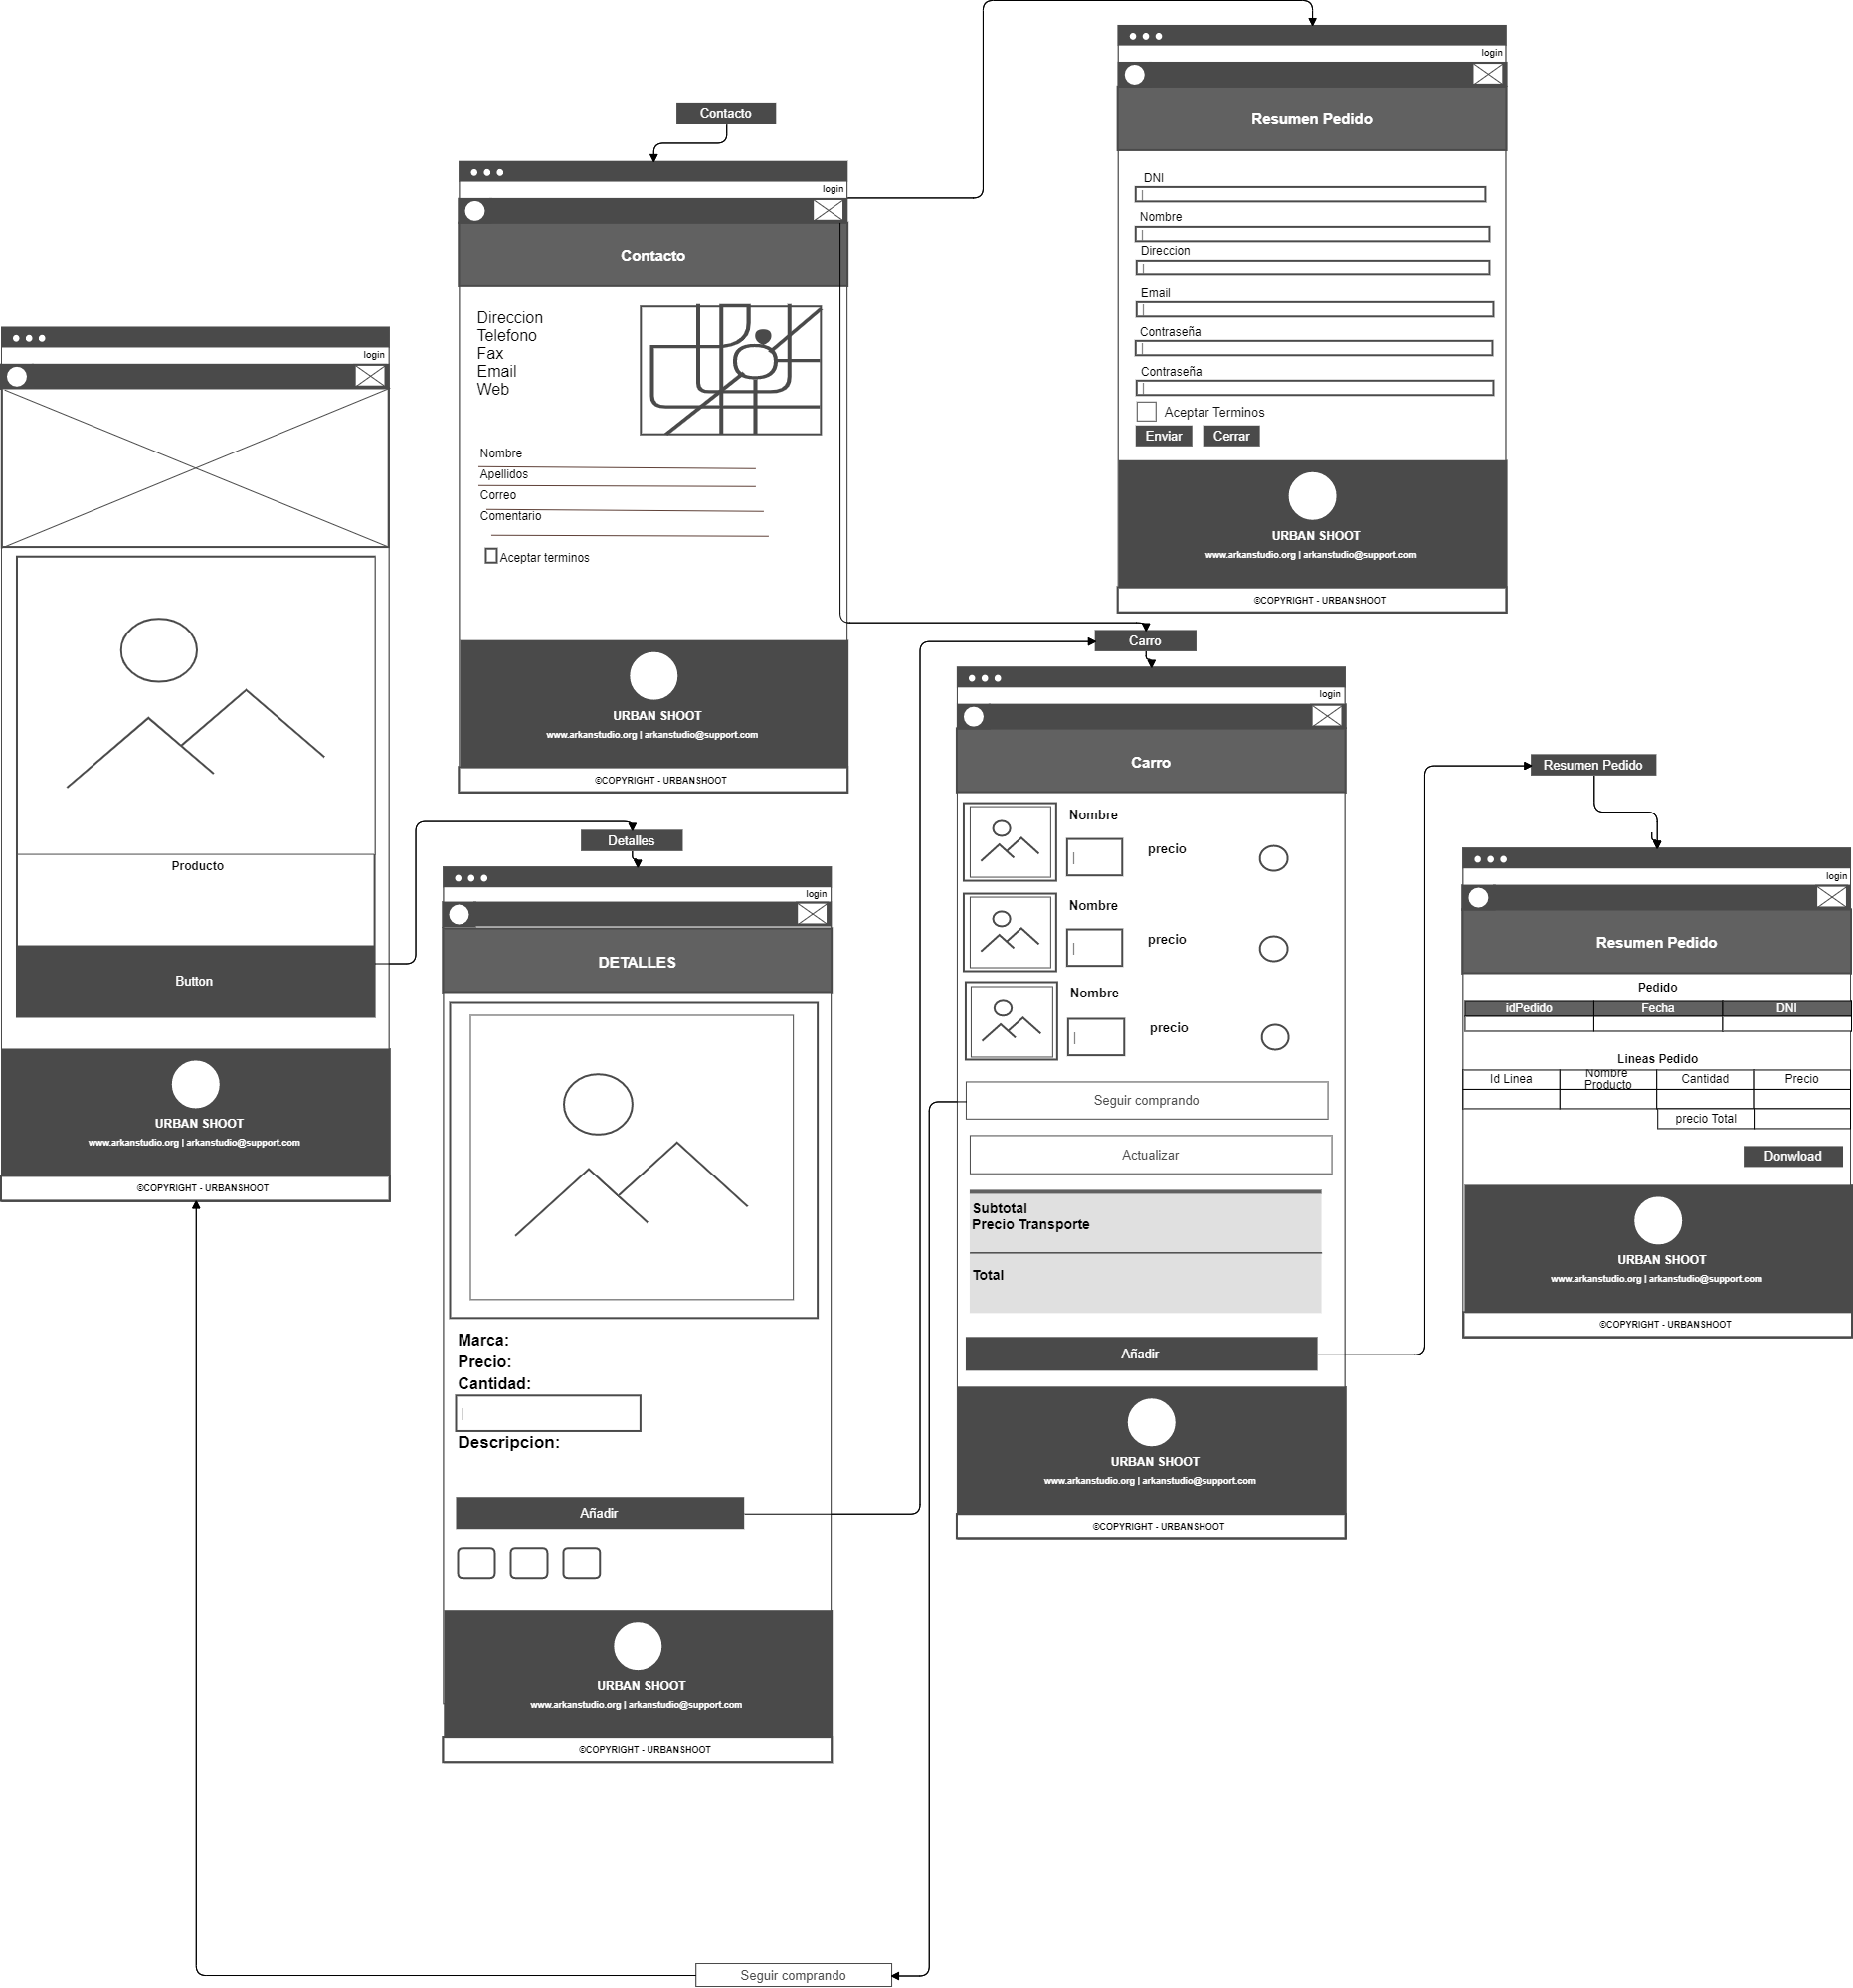 login
Producto
Button
URBAN SHOOT
www.arkanstudio.org | arkanstudio@support.com
©COPYRIGHT - URBANSHOOT
Contacto
login
Contacto
Direccion
Telefono
Fax
Email
Web
Nombre
Apellidos
Correo
Comentario
Aceptar terminos
URBAN SHOOT
www.arkanstudio.org | arkanstudio@support.com
©COPYRIGHT - URBANSHOOT
login
Resumen Pedido
DNI
Nombre
Direccion
Email
Contraseña
Contraseña
Aceptar Terminos
Enviar Cerrar
URBAN SHOOT
www.arkanstudio.org | arkanstudio@support.com
©COPYRIGHT - URBANSHOOT
Detalles
login
DETALLES
Marca:
Precio:
Cantidad:
Descripcion:
Añadir
URBAN SHOOT
www.arkanstudio.org | arkanstudio@support.com
©COPYRIGHT - URBANSHOOT
Carro
login
Carro
Nombre
precio
Nombre
precio
Nombre
precio
Seguir comprando
Actualizar
Subtotal
Precio Transporte
Total
Añadir
URBAN SHOOT
www.arkanstudio.org | arkanstudio@support.com
©COPYRIGHT - URBANSHOOT
Resumen Pedido
login
Resumen Pedido
Pedido
idPedido Fecha DNI
Lineas Pedido
Id Linea Nombre Producto Cantidad Precio
precio Total
Donwload
URBAN SHOOT
www.arkanstudio.org | arkanstudio@support.com
©COPYRIGHT - URBANSHOOT
Seguir comprando